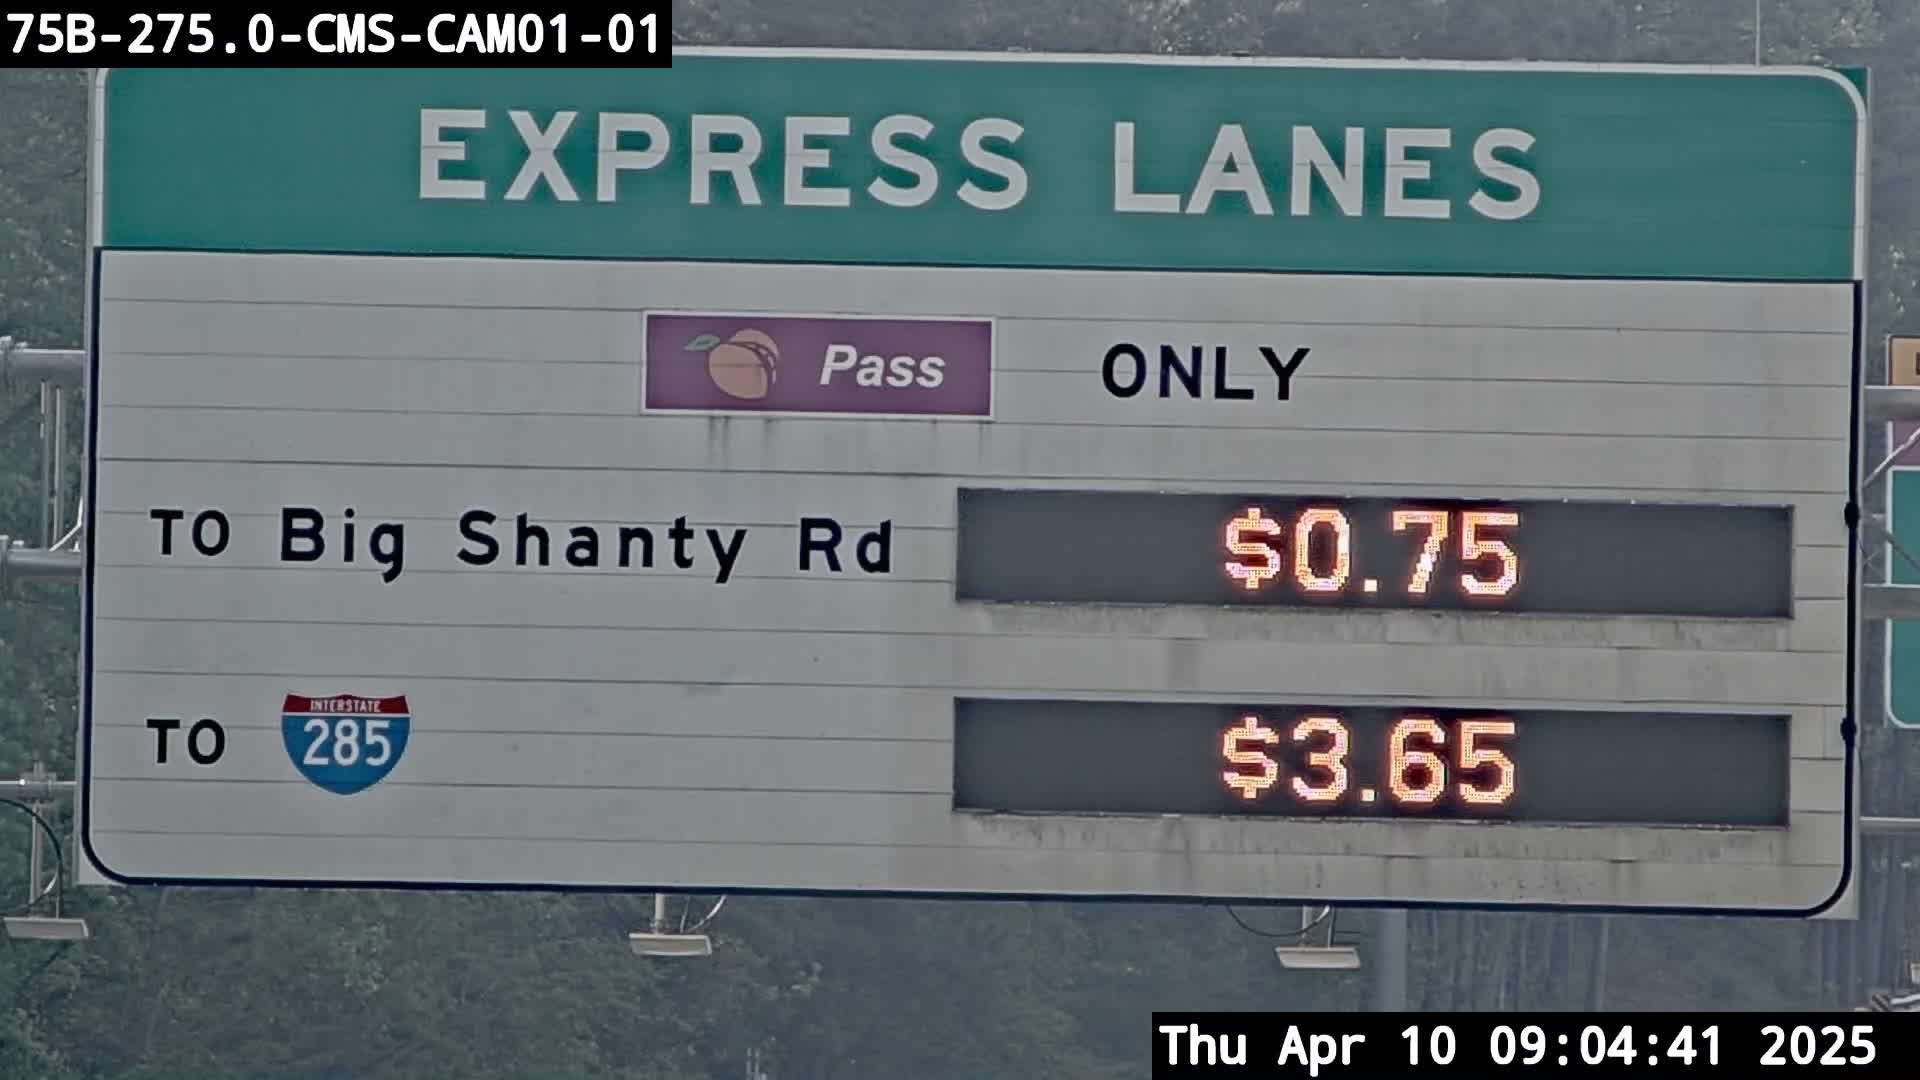 75B-275.0-CMS-CAM01-01
EXPRESS LANES
Pass ONLY
TO Big Shanty Rd $0.75
INTERSTATE
TO 285 $3.65
Thu Apr 10 09:04:41 2025